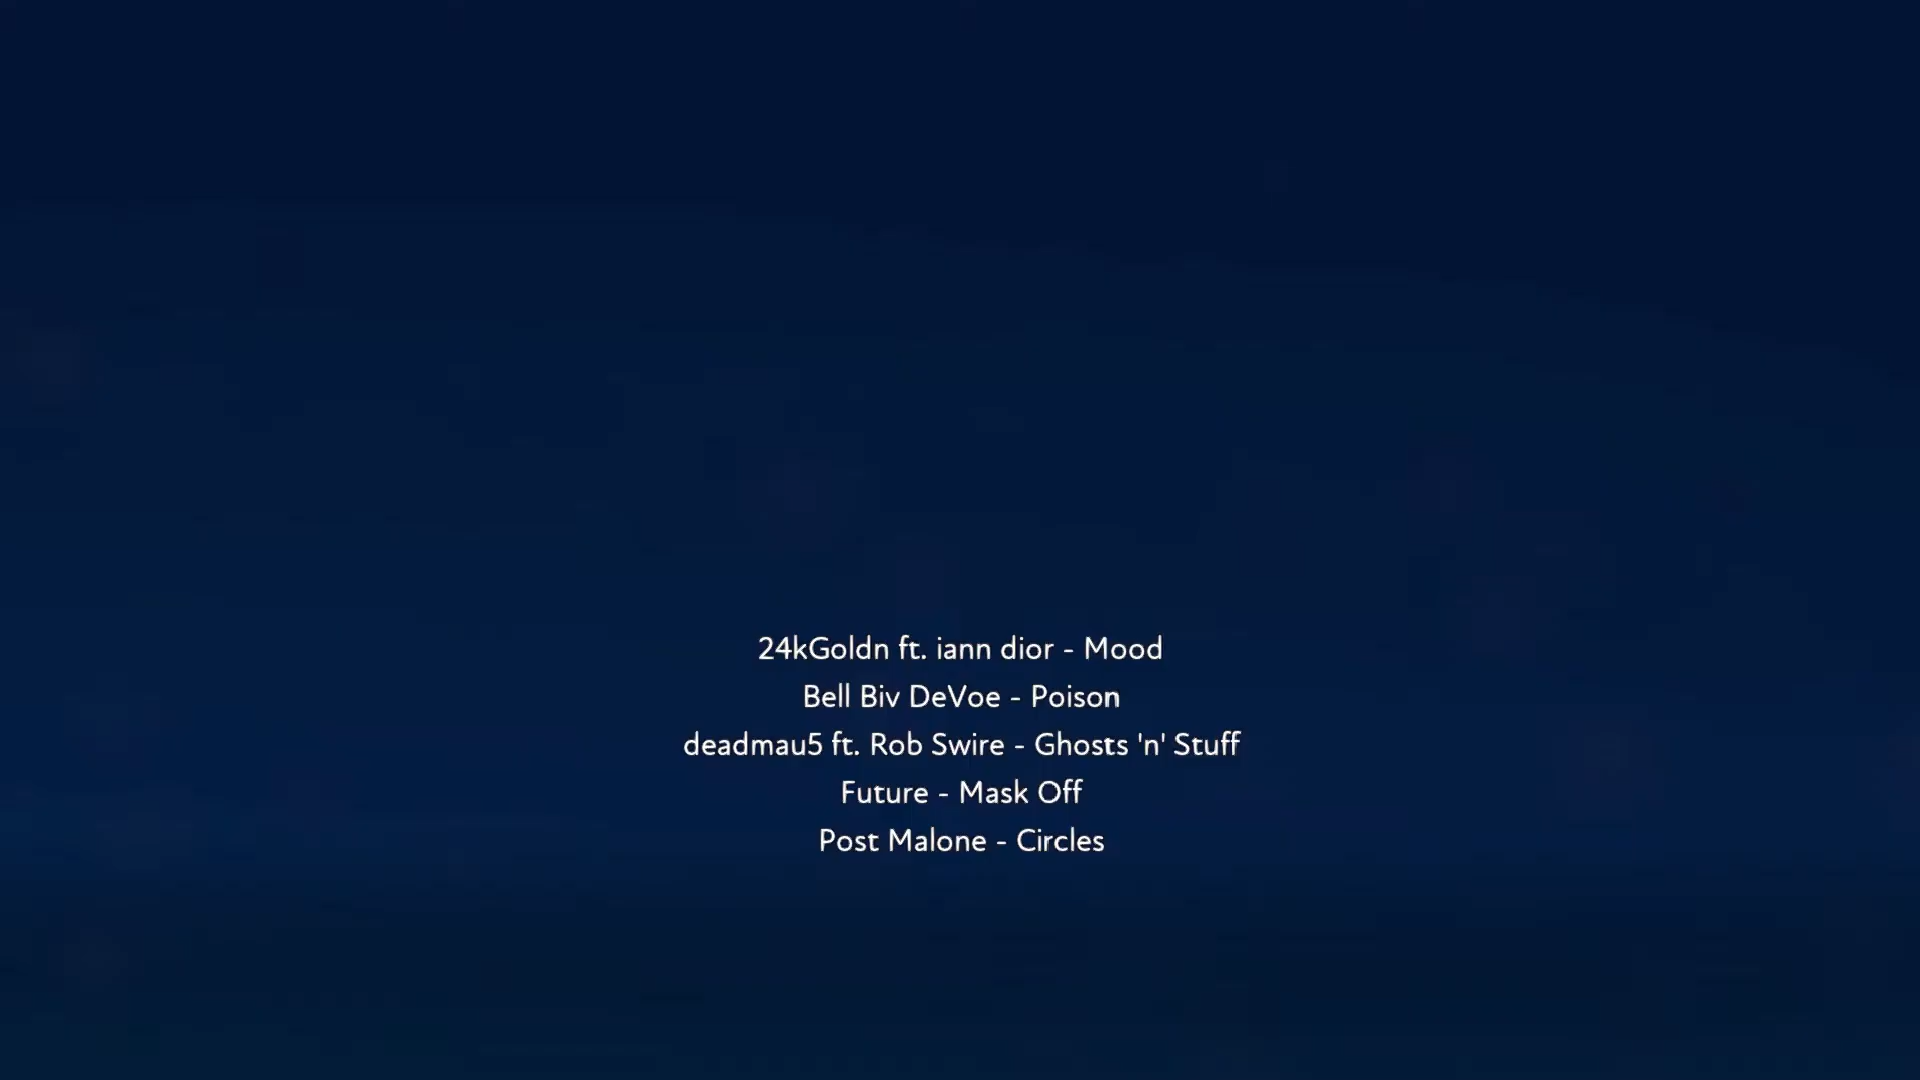 24kGoldn ft. iann dior - Mood
Bell Biv DeVoe - Poison
deadmau5 ft. Rob Swire - Ghosts 'n' Stuff
Future - Mask Off
Post Malone - Circles